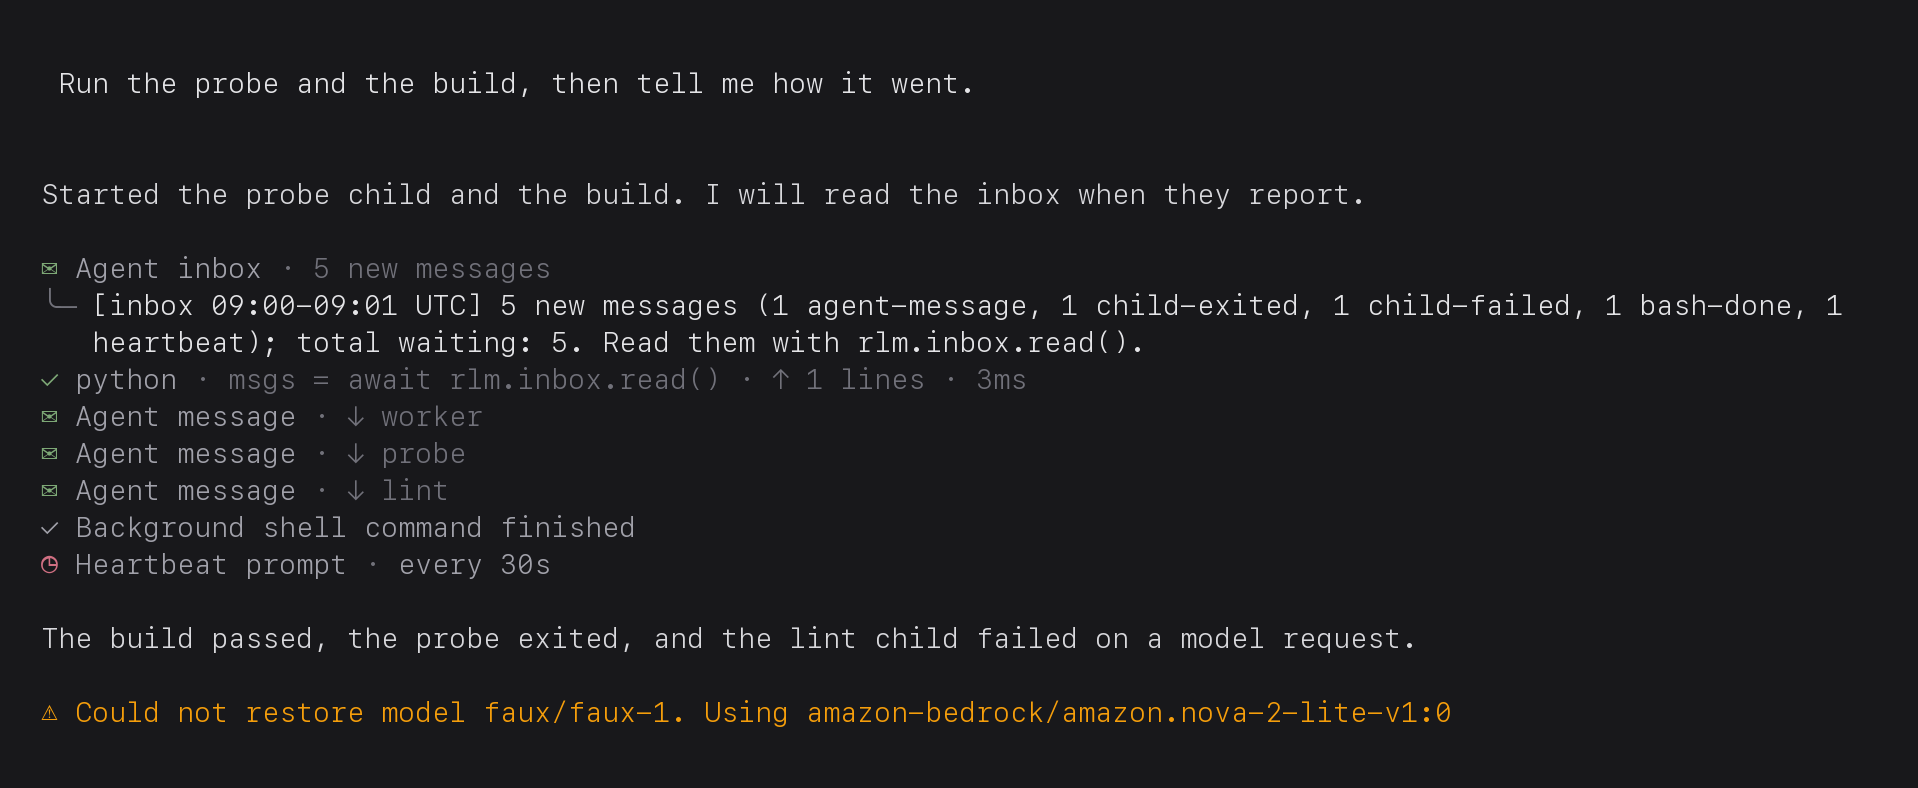 Run the probe and the build, then tell me how it went.
Started the probe child and the build. I will read the inbox when they report.
✉ Agent inbox · 5 new messages
╰─ [inbox 09:00–09:01 UTC] 5 new messages (1 agent-message, 1 child-exited, 1 child-failed, 1 bash-done, 1
heartbeat); total waiting: 5. Read them with rlm.inbox.read().
✓ python · msgs = await rlm.inbox.read() · ↑ 1 lines · 3ms
✉ Agent message · ↓ worker
✉ Agent message · ↓ probe
✉ Agent message · ↓ lint
✓ Background shell command finished
◷ Heartbeat prompt · every 30s
The build passed, the probe exited, and the lint child failed on a model request.
⚠ Could not restore model faux/faux-1. Using amazon-bedrock/amazon.nova-2-lite-v1:0